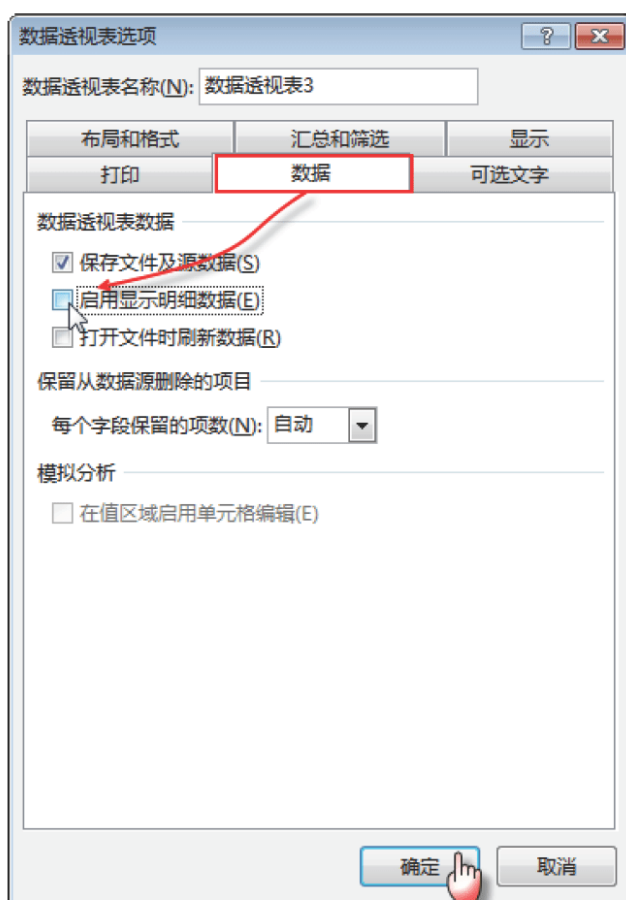 数据透视表选项
数据透视表名称(N): 数据透视表3
布局和格式 汇总和筛选 显示
打印 数据 可选文字
数据透视表数据
保存文件及源数据(S)
启用显示明细数据(E)
打开文件时刷新数据(R)
保留从数据源删除的项目
每个字段保留的项数(N): 自动
模拟分析
在值区域启用单元格编辑(E)
确定 取消